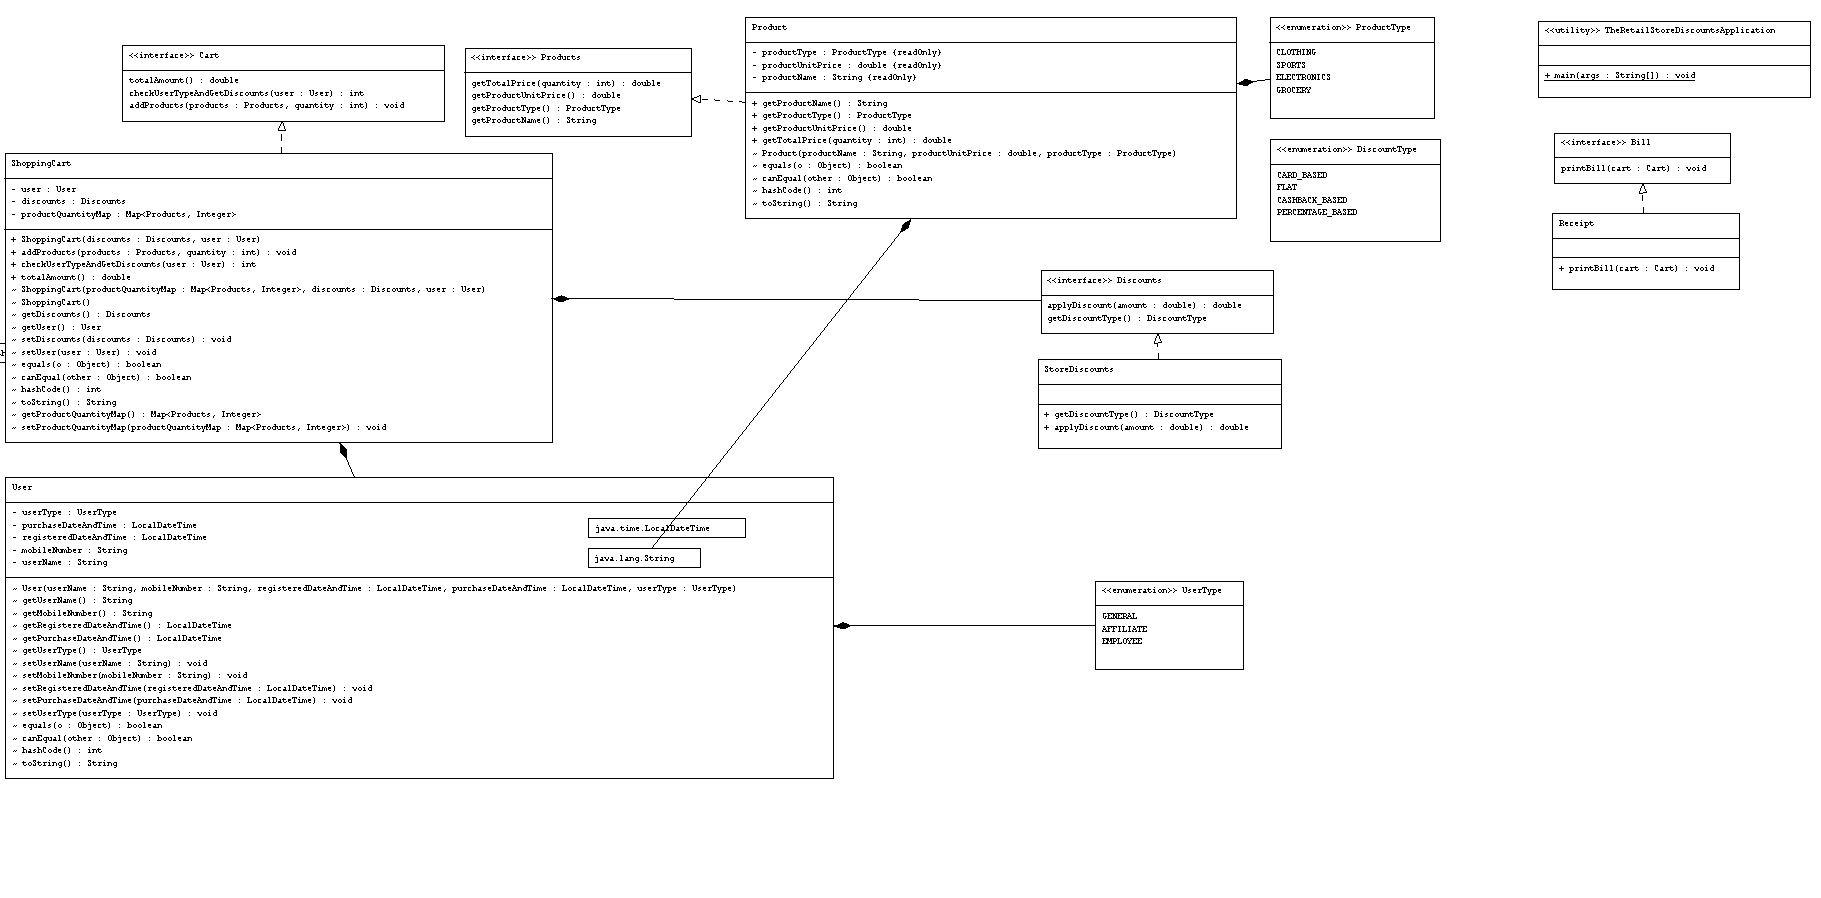 <<interface>> Cart
totalAmount() : double
checkUserTypeAndGetDiscounts(user : User) : int
addProducts(products : Products, quantity : int) : void
<<interface>> Products
getTotalPrice(quantity : int) : double
getProductUnitPrice() : double
getProductType() : ProductType
getProductName() : String
Product
- productType : ProductType {readOnly}
- productUnitPrice : double {readOnly}
- productName : String {readOnly}
+ getProductName() : String
+ getProductType() : ProductType
+ getProductUnitPrice() : double
+ getTotalPrice(quantity : int) : double
~ Product(productName : String, productUnitPrice : double, productType : ProductType)
~ equals(o : Object) : boolean
~ canEqual(other : Object) : boolean
~ hashCode() : int
~ toString() : String
<<enumeration>> ProductType
CLOTHING
SPORTS
ELECTRONICS
GROCERY
<<enumeration>> DiscountType
CARD_BASED
FLAT
CASHBACK_BASED
PERCENTAGE_BASED
<<utility>> TheRetailStoreDiscountsApplication
+ main(args : String[]) : void
<<interface>> Bill
printBill(cart : Cart) : void
Receipt
+ printBill(cart : Cart) : void
ShoppingCart
- user : User
- discounts : Discounts
- productQuantityMap : Map<Products, Integer>
+ ShoppingCart(discounts : Discounts, user : User)
+ addProducts(products : Products, quantity : int) : void
+ checkUserTypeAndGetDiscounts(user : User) : int
+ totalAmount() : double
~ ShoppingCart(productQuantityMap : Map<Products, Integer>, discounts : Discounts, user : User)
~ ShoppingCart()
~ getDiscounts() : Discounts
~ getUser() : User
~ setDiscounts(discounts : Discounts) : void
~ setUser(user : User) : void
~ equals(o : Object) : boolean
~ canEqual(other : Object) : boolean
~ hashCode() : int
~ toString() : String
~ getProductQuantityMap() : Map<Products, Integer>
~ setProductQuantityMap(productQuantityMap : Map<Products, Integer>) : void
<<interface>> Discounts
applyDiscount(amount : double) : double
getDiscountType() : DiscountType
StoreDiscounts
+ getDiscountType() : DiscountType
+ applyDiscount(amount : double) : double
User
- userType : UserType
- purchaseDateAndTime : LocalDateTime
- registeredDateAndTime : LocalDateTime
- mobileNumber : String
- userName : String
java.time.LocalDateTime
java.lang.String
~ User(userName : String, mobileNumber : String, registeredDateAndTime : LocalDateTime, purchaseDateAndTime : LocalDateTime, userType : UserType)
~ getUserName() : String
~ getMobileNumber() : String
~ getRegisteredDateAndTime() : LocalDateTime
~ getPurchaseDateAndTime() : LocalDateTime
~ getUserType() : UserType
~ setUserName(userName : String) : void
~ setMobileNumber(mobileNumber : String) : void
~ setRegisteredDateAndTime(registeredDateAndTime : LocalDateTime) : void
~ setPurchaseDateAndTime(purchaseDateAndTime : LocalDateTime) : void
~ setUserType(userType : UserType) : void
~ equals(o : Object) : boolean
~ canEqual(other : Object) : boolean
~ hashCode() : int
~ toString() : String
<<enumeration>> UserType
GENERAL
AFFILIATE
EMPLOYEE